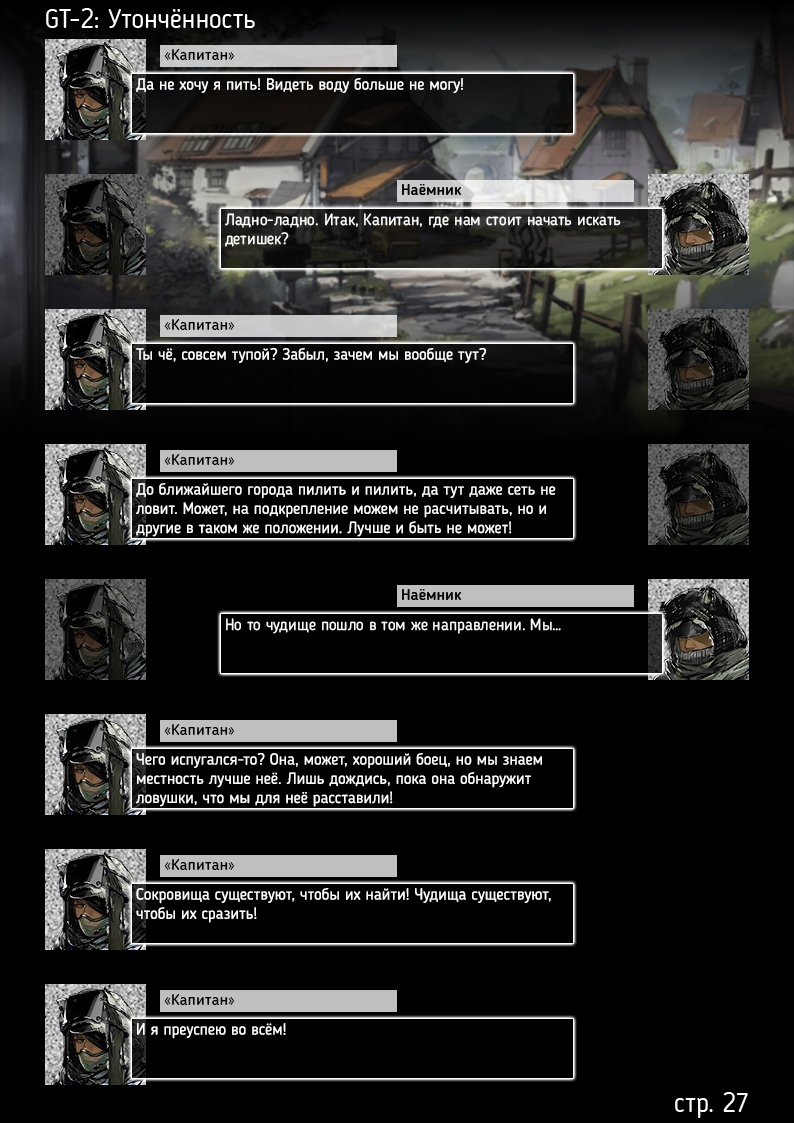 GT-2: Утончённость
«Капитан»
Да не хочу я пить! Видеть воду больше не могу!
Наёмник
Ладно-ладно. Итак, Капитан, где нам стоит начать искать
детишек?
«Капитан»
Ты чё, совсем тупой? Забыл, зачем мы вообще тут?
«Капитан»
До ближайшего города пилить и пилить, да тут даже сеть не
ловит. Может, на подкрепление можем не расчитывать, но и
другие в таком же положении. Лучше и быть не может!
Наёмник
Но то чудище пошло в том же направлении. Мы...
«Капитан»
Чего испугался-то? Она, может, хороший боец, но мы знаем
местность лучше неё. Лишь дождись, пока она обнаружит
ловушки, что мы для неё расставили!
«Капитан»
Сокровища существуют, чтобы их найти! Чудища существуют,
чтобы их сразить!
«Капитан»
И я преуспею во всём!
стр. 27